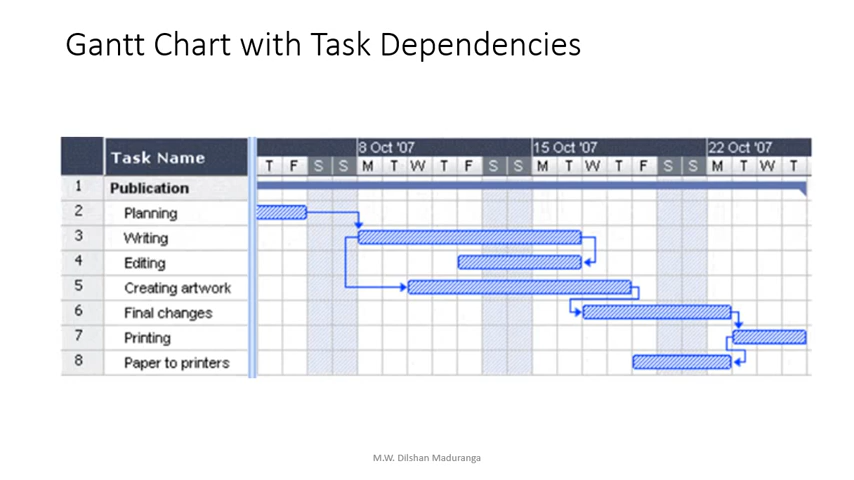 Gantt Chart with Task Dependencies
Task Name
8 Oct '07 15 Oct '07 22 Oct '07
T F S S M T W T F S S M T W T F S S M T W T
1 Publication
2 Planning
3 Writing
4 Editing
5 Creating artwork
6 Final changes
7 Printing
8 Paper to printers
M.W. Dilshan Maduranga